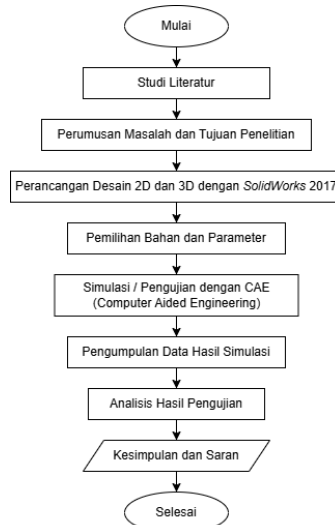 Mulai
Studi Literatur
Perumusan Masalah dan Tujuan Penelitian
Perancangan Desain 2D dan 3D dengan SolidWorks 2017
Pemilihan Bahan dan Parameter
Simulasi / Pengujian dengan CAE
(Computer Aided Engineering)
Pengumpulan Data Hasil Simulasi
Analisis Hasil Pengujian
Kesimpulan dan Saran
Selesai